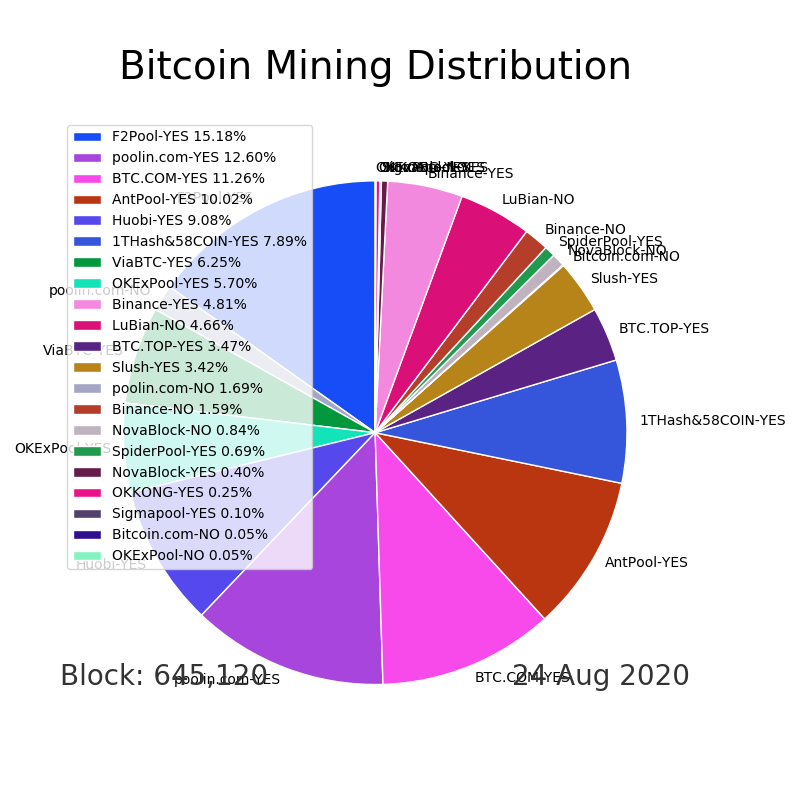 Bitcoin Mining Distribution
F2Pool-YES 15.18%
poolin.com-YES 12.60%
BTC.COM-YES 11.26%
AntPool-YES 10.02%
Huobi-YES 9.08%
1THash&58COIN-YES 7.89%
ViaBTC-YES 6.25%
OKExPool-YES 5.70%
Binance-YES 4.81%
LuBian-NO 4.66%
BTC.TOP-YES 3.47%
Slush-YES 3.42%
poolin.com-NO 1.69%
Binance-NO 1.59%
NovaBlock-NO 0.84%
SpiderPool-YES 0.69%
NovaBlock-YES 0.40%
OKKONG-YES 0.25%
Sigmapool-YES 0.10%
Bitcoin.com-NO 0.05%
OKExPool-NO 0.05%
Binance-YES
LuBian-NO
Binance-NO
SpiderPool-YES
NovaBlock-NO
Bitcoin.com-NO
Slush-YES
BTC.TOP-YES
1THash&58COIN-YES
AntPool-YES
BTC.COM-YES
poolin.com-YES
Huobi-YES
OKExPool-YES
ViaBTC-YES
poolin.com-NO
F2Pool-YES
Block: 645,120
24 Aug 2020